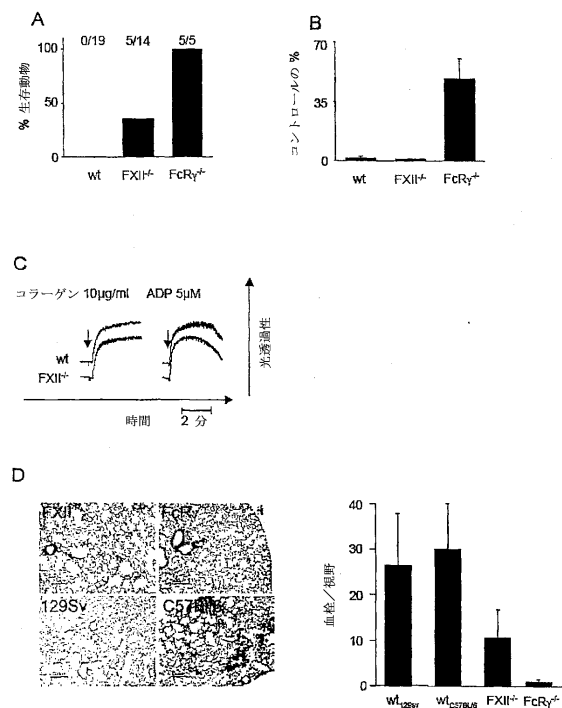 A
0/19 5/14 5/5
100
50
0
% 生存動物
wt FXII-/- FcRγ-/-
B
70
35
0
コントロールの %
wt FXII-/- FcRγ-/-
C
コラーゲン 10μg/ml ADP 5μM
wt
FXII-/-
光透過性
時間 2 分
D
FXII
FcR
129Sv
40
30
20
10
0
血栓/視野
wt129sv wtC57BL/6 FXII-/- FcRγ-/-